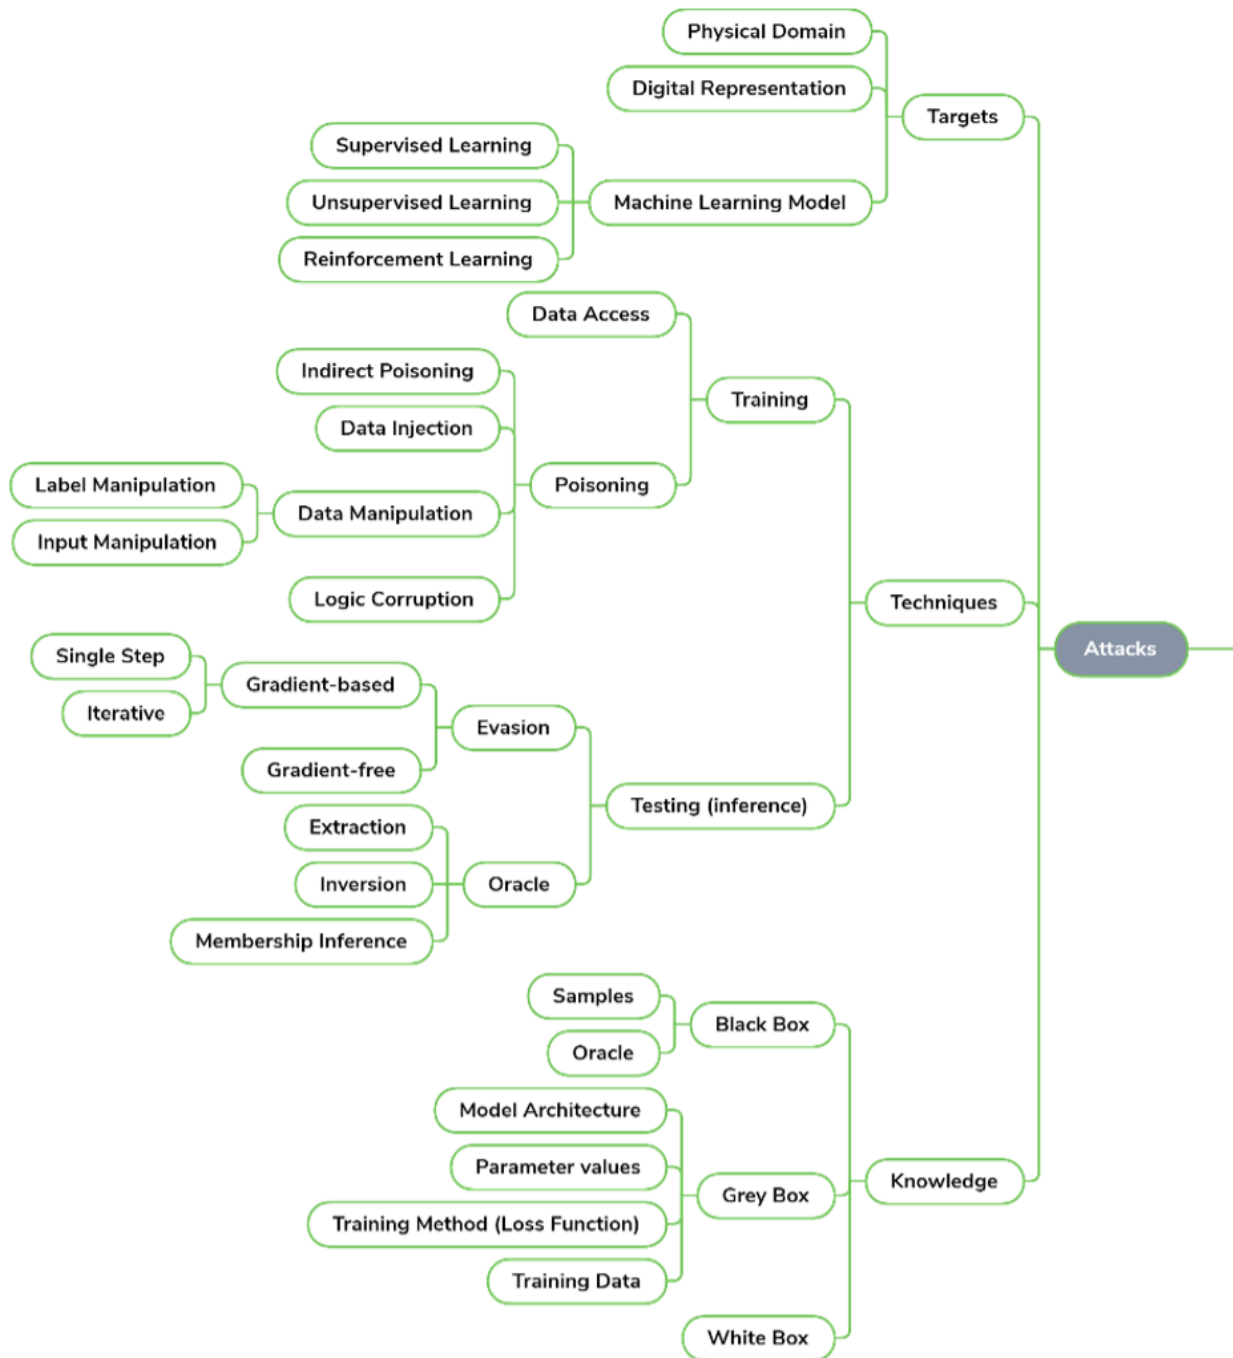 Physical Domain
Digital Representation
Targets
Supervised Learning
Unsupervised Learning
Machine Learning Model
Reinforcement Learning
Data Access
Indirect Poisoning
Training
Data Injection
Label Manipulation
Poisoning
Data Manipulation
Input Manipulation
Logic Corruption
Techniques
Attacks
Single Step
Gradient-based
Iterative
Evasion
Gradient-free
Testing (inference)
Extraction
Inversion
Oracle
Membership Inference
Samples
Black Box
Oracle
Model Architecture
Parameter values
Knowledge
Grey Box
Training Method (Loss Function)
Training Data
White Box